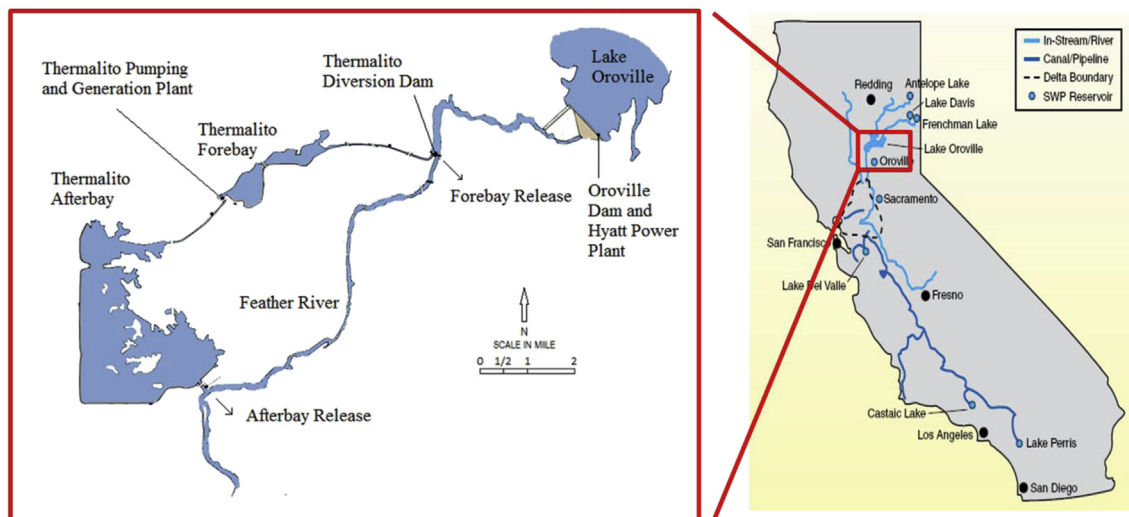 Thermalito Pumping
and Generation Plant
Thermalito
Diversion Dam
Lake
Oroville
Thermalito
Forebay
Thermalito
Afterbay
Forebay Release
Oroville
Dam and
Hyatt Power
Plant
Feather River
N
SCALE IN MILE
0 1/2 1 2
Afterbay Release
In-Stream/River
Canal/Pipeline
Delta Boundary
SWP Reservoir
Redding
Antelope Lake
Lake Davis
Frenchman Lake
Lake Oroville
Oroville
Sacramento
San Francisco
Lake Del Valle
Fresno
Castaic Lake
Los Angeles
Lake Perris
San Diego